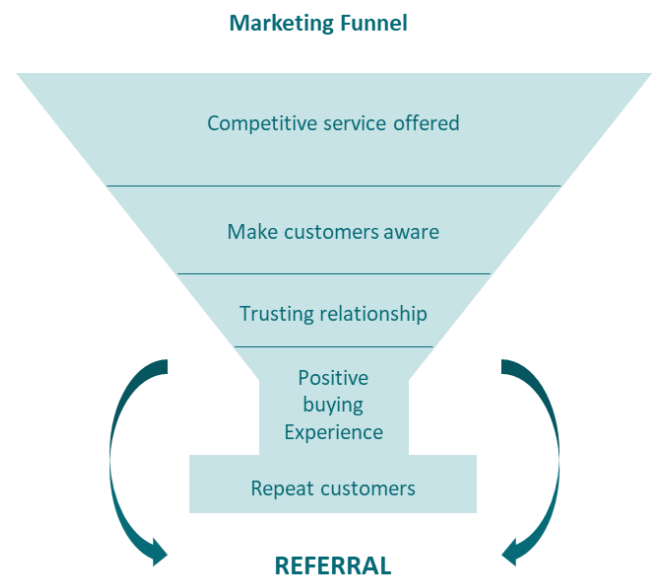 Marketing Funnel
Competitive service offered
Make customers aware
Trusting relationship
Positive
buying
Experience
Repeat customers
REFERRAL